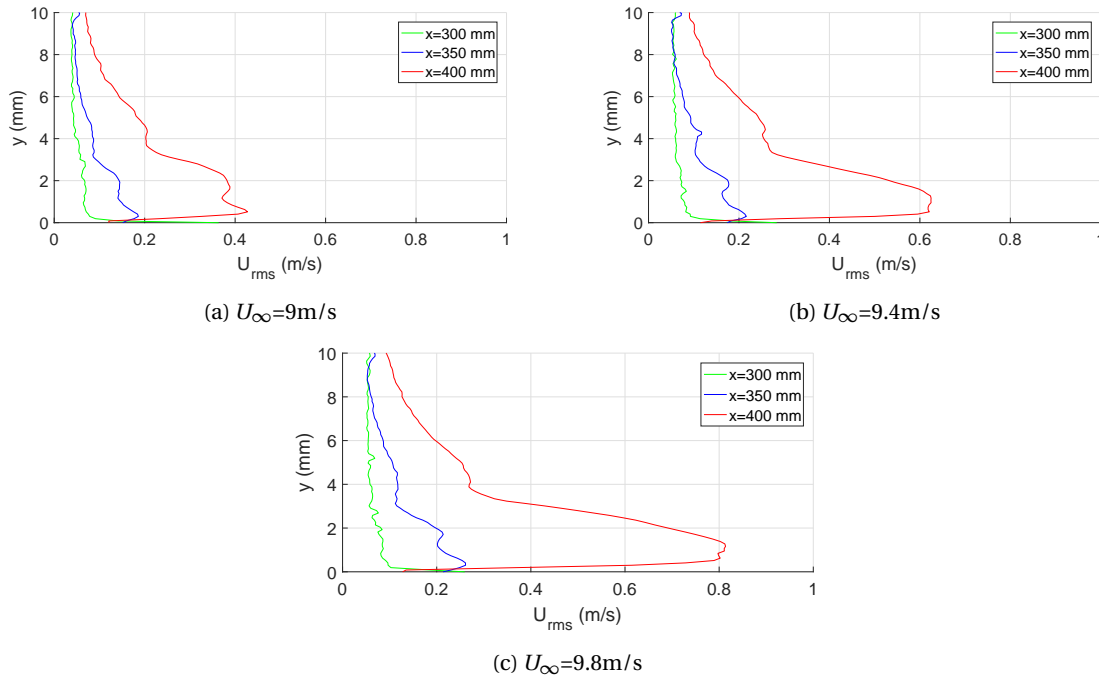 10
8
6
4
2
0
y (mm)
0 0.2 0.4 0.6 0.8 1
U_rms (m/s)
x=300 mm
x=350 mm
x=400 mm
(a) U∞=9m/s
10
8
6
4
2
0
y (mm)
0 0.2 0.4 0.6 0.8 1
U_rms (m/s)
x=300 mm
x=350 mm
x=400 mm
(b) U∞=9.4m/s
10
8
6
4
2
0
y (mm)
0 0.2 0.4 0.6 0.8 1
U_rms (m/s)
x=300 mm
x=350 mm
x=400 mm
(c) U∞=9.8m/s